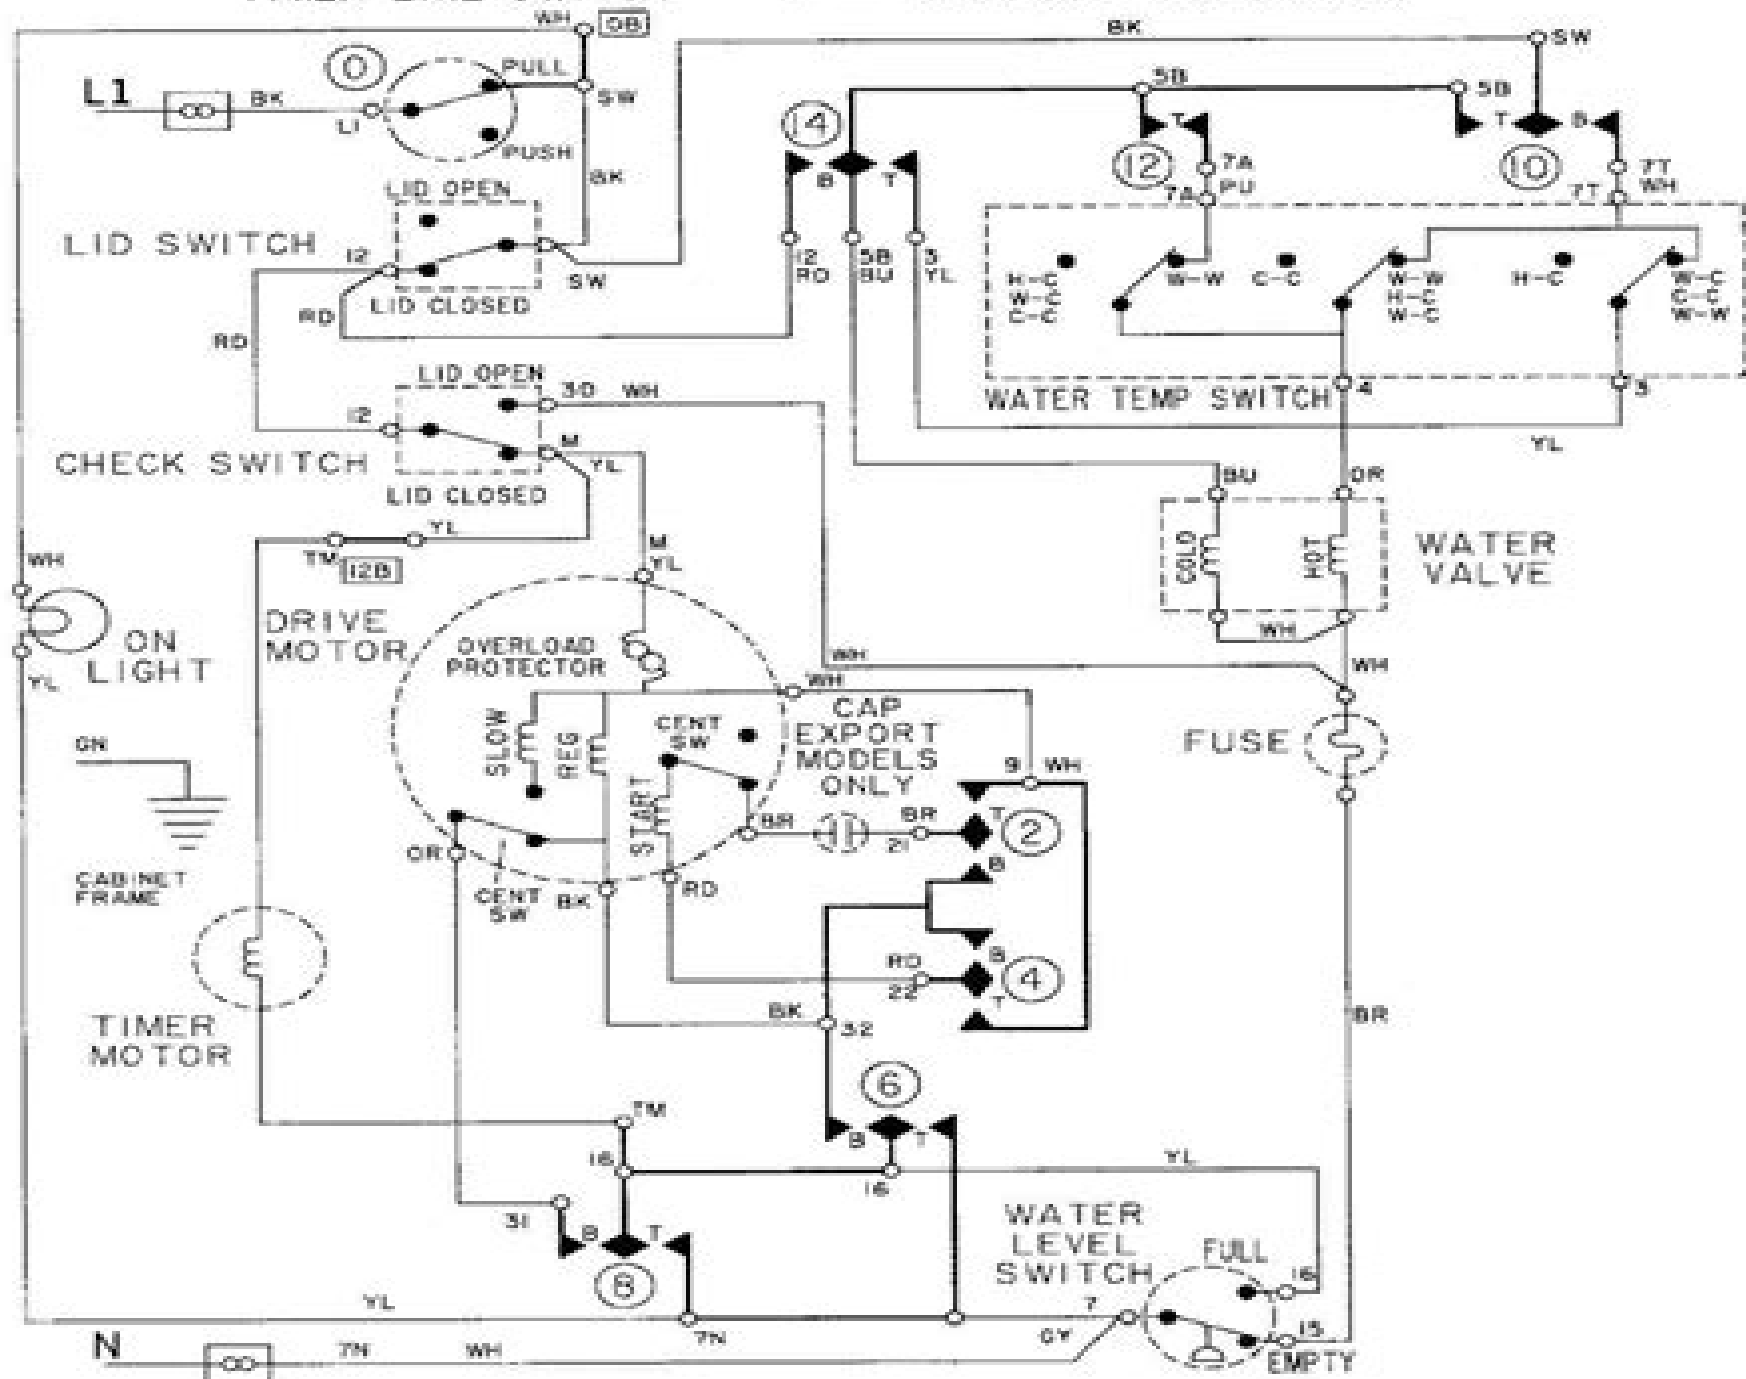 WH
OB
BK
SW
0
PULL
L1
BK
L1
SW
PUSH
5B
5B
14
T
T
B
12
10
B
T
7A
PU
7A
7T
WH
7T
BK
LID OPEN
LID SWITCH
12
SW
LID CLOSED
12
RD
5B
BU
3
YL
H-C
W-C
C-C
W-W
C-C
W-W
H-C
W-C
H-C
W-C
C-C
W-W
RD
RD
LID OPEN
30
WH
WATER TEMP SWITCH
4
3
YL
12
M
YL
CHECK SWITCH
LID CLOSED
BU
OR
YL
TM
12B
M
YL
COLD
HOT
WATER
VALVE
WH
WH
ON
LIGHT
YL
DRIVE
MOTOR
OVERLOAD
PROTECTOR
WH
WH
WH
CAP
EXPORT
MODELS
ONLY
FUSE
GN
SLOW
REG
CENT
SW
START
9
WH
T
2
B
BR
BR
21
OR
CENT
SW
BK
RD
CABINET
FRAME
B
4
T
RD
22
TIMER
MOTOR
BK
32
BR
6
TM
B
T
16
16
YL
31
B
T
8
WATER
LEVEL
SWITCH
FULL
16
YL
7
7N
GY
15
EMPTY
N
7N
WH